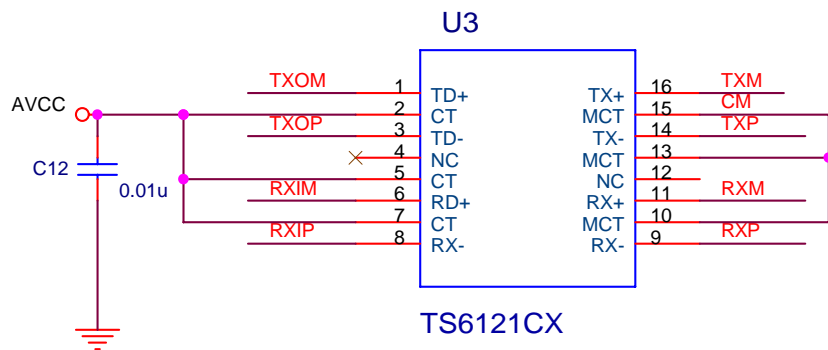 U3
TXOM 1 TD+ TX+ 16 TXM
AVCC 2 CT MCT 15 CM
TXOP 3 TD- TX- 14 TXP
4 NC MCT 13
C12 5 CT NC 12
0.01u RXIM 6 RD+ RX+ 11 RXM
7 CT MCT 10
RXIP 8 RX- RX- 9 RXP
TS6121CX